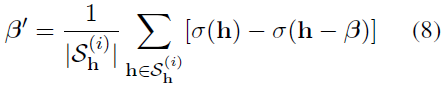 β′ = 1/|𝒮_h^(i)| ∑_{h∈𝒮_h^(i)} [σ(h) − σ(h − β)] (8)